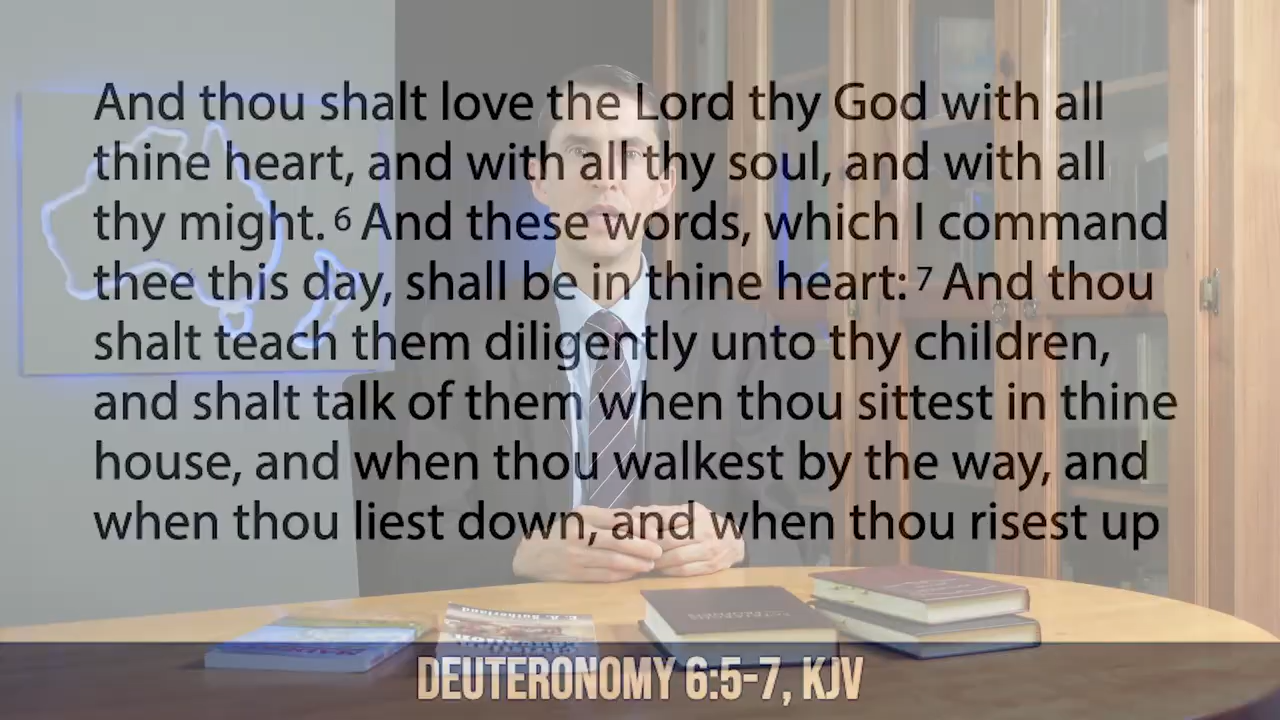 And thou shalt love the Lord thy God with all
thine heart, and with all thy soul, and with all
thy might. 6 And these words, which I command
thee this day, shall be in thine heart: 7 And thou
shalt teach them diligently unto thy children,
and shalt talk of them when thou sittest in thine
house, and when thou walkest by the way, and
when thou liest down, and when thou risest up
DEUTERONOMY 6:5-7, KJV